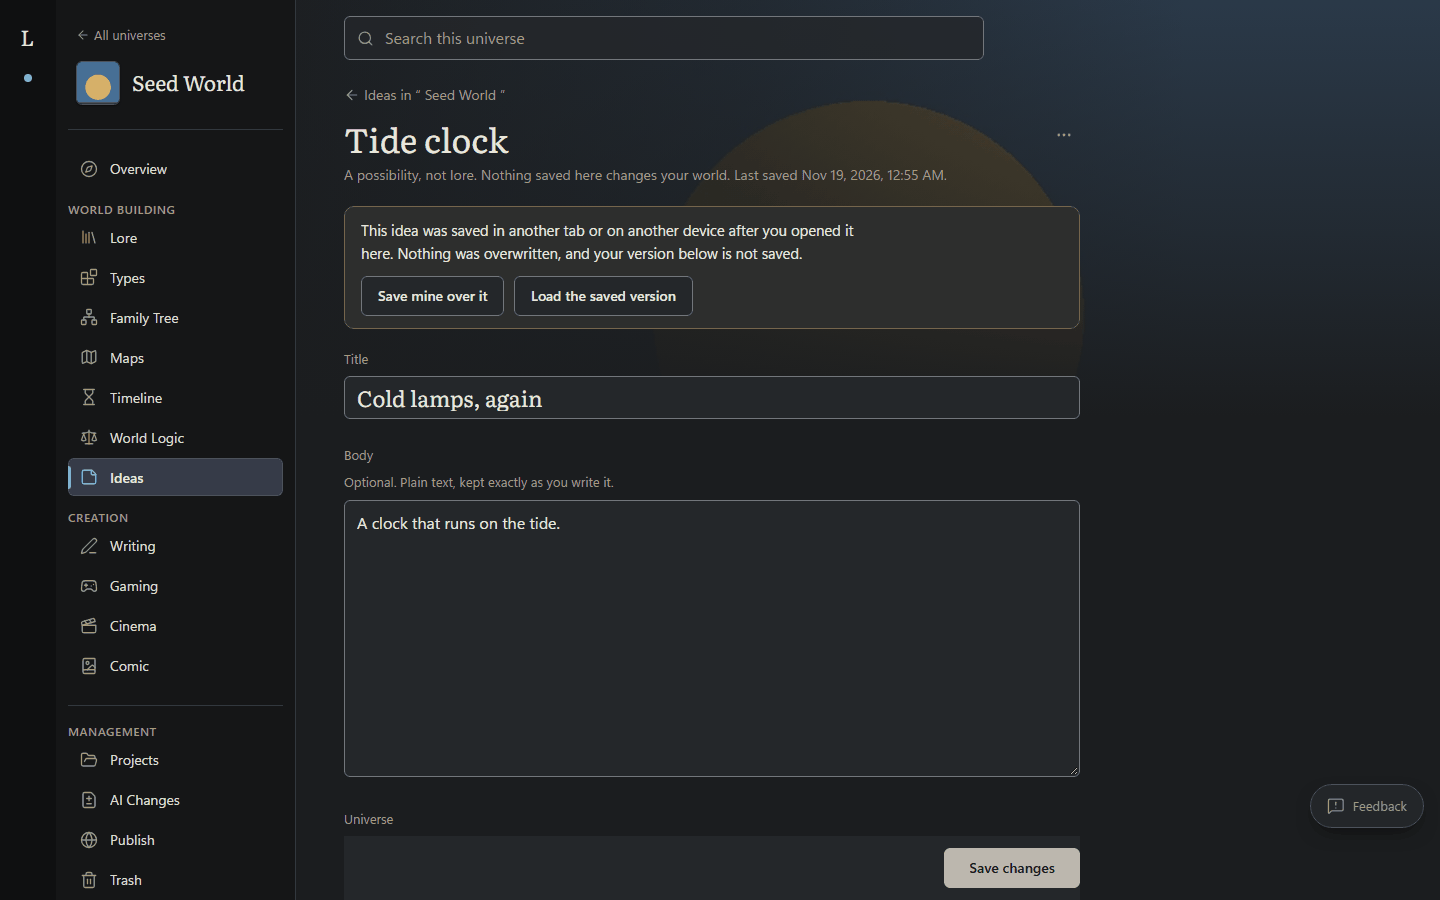 L
All universes
Seed World
Overview
WORLD BUILDING
Lore
Types
Family Tree
Maps
Timeline
World Logic
Ideas
CREATION
Writing
Gaming
Cinema
Comic
MANAGEMENT
Projects
AI Changes
Publish
Trash
Search this universe
Ideas in “ Seed World ”
Tide clock
A possibility, not lore. Nothing saved here changes your world. Last saved Nov 19, 2026, 12:55 AM.
This idea was saved in another tab or on another device after you opened it
here. Nothing was overwritten, and your version below is not saved.
Save mine over it
Load the saved version
Title
Cold lamps, again
Body
Optional. Plain text, kept exactly as you write it.
A clock that runs on the tide.
Universe
Save changes
Feedback